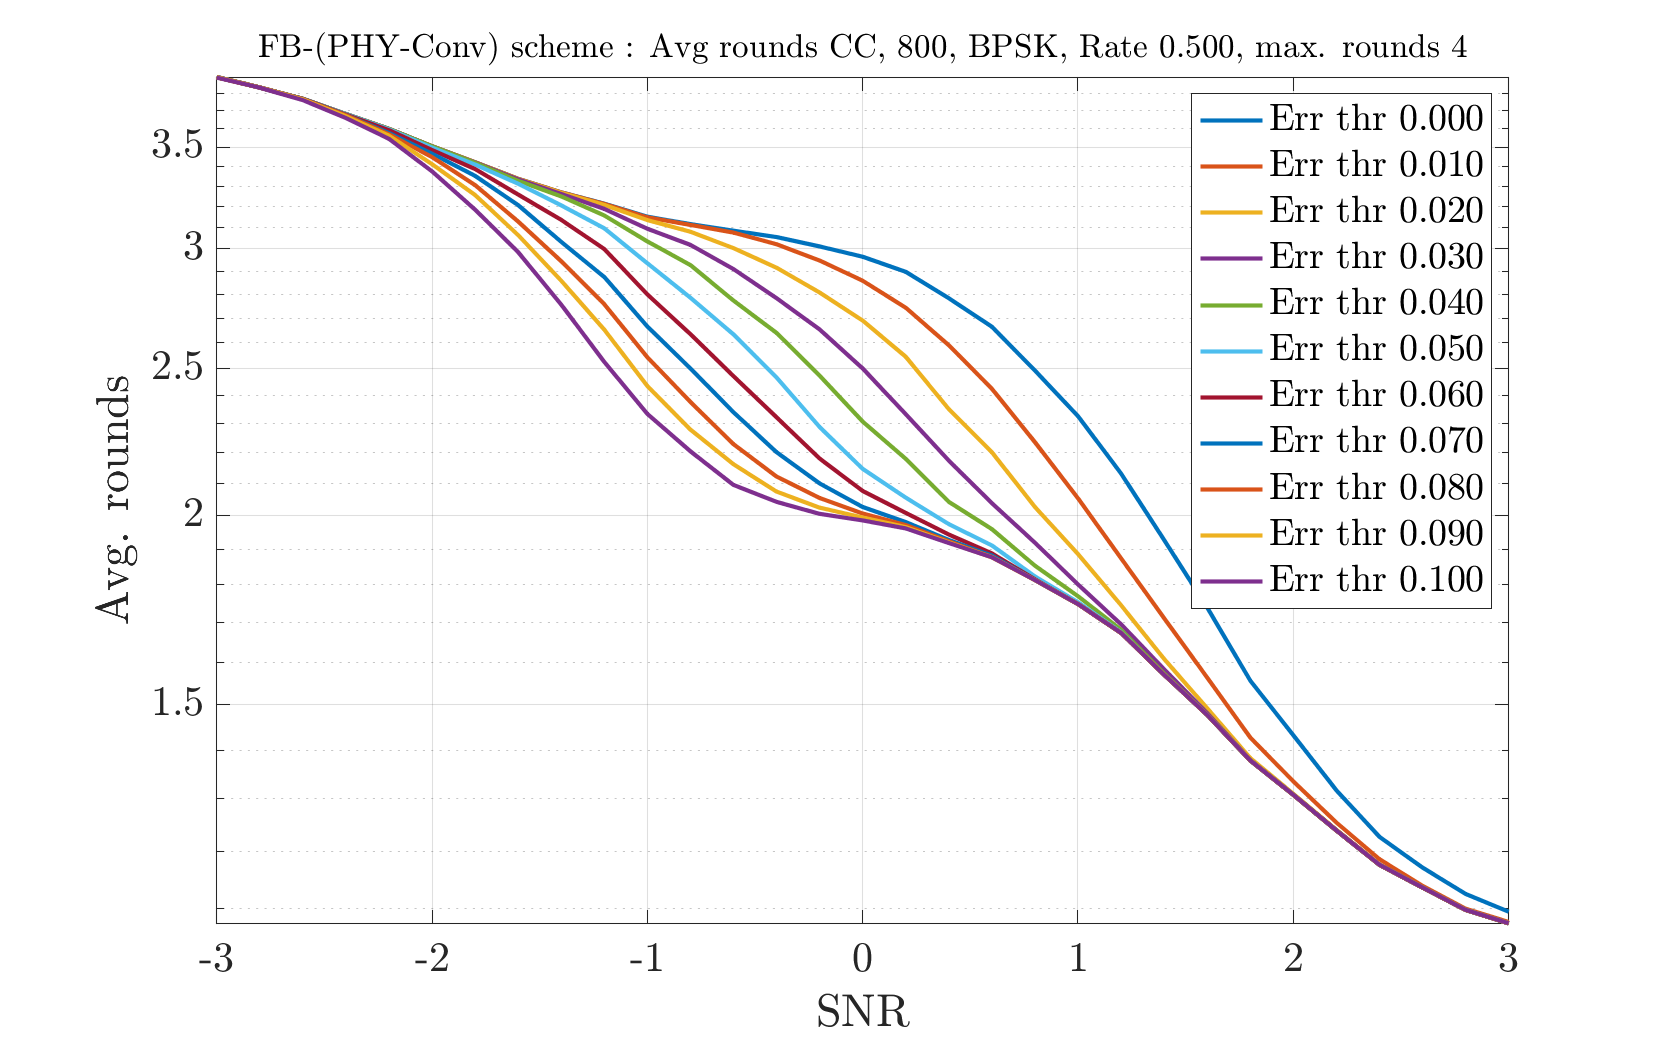 FB-(PHY-Conv) scheme : Avg rounds CC, 800, BPSK, Rate 0.500, max. rounds 4
Err thr 0.000
Err thr 0.010
Err thr 0.020
Err thr 0.030
Err thr 0.040
Err thr 0.050
Err thr 0.060
Err thr 0.070
Err thr 0.080
Err thr 0.090
Err thr 0.100
Avg. rounds
3.5
3
2.5
2
1.5
-3 -2 -1 0 1 2 3
SNR